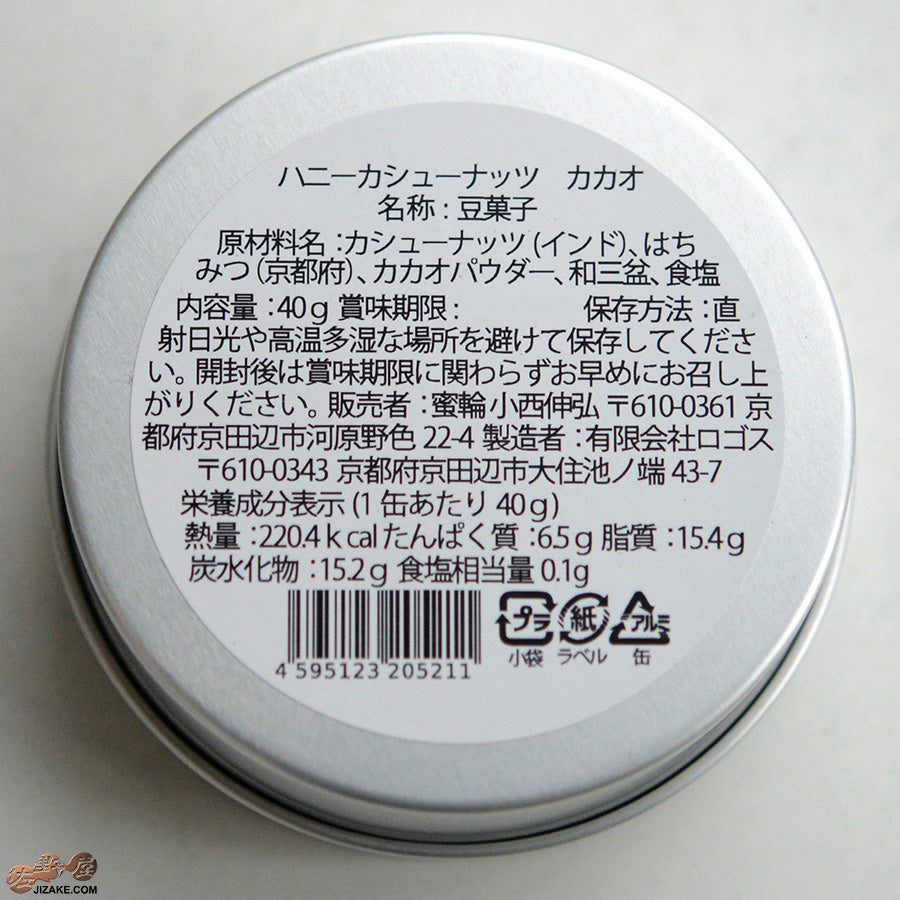 ハニーカシューナッツ　カカオ
名称 : 豆菓子
原材料名 :カシューナッツ (インド)、はち
みつ (京都府)、カカオパウダー、和三盆、食塩
内容量 :40g 賞味期限 :　　　　　保存方法 :直
射日光や高温多湿な場所を避けて保存してくださ
い。開封後は賞味期限に関わらずお早めにお召し上
がりください。販売者 :蜜輪 小西伸弘 〒610-0361 京
都府京田辺市河原野色 22-4 製造者 :有限会社ロゴス
〒610-0343 京都府京田辺市大住池ノ端 43-7
栄養成分表示 (1 缶あたり 40g)
熱量 :220.4kcal たんぱく質 :6.5g 脂質 :15.4g
炭水化物 :15.2g 食塩相当量 0.1g
プラ 紙 アルミ
小袋 ラベル 缶
4 595123 205211
JIZAKE.COM